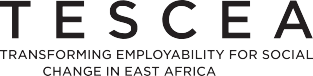 TESCEA
TRANSFORMING EMPLOYABILITY FOR SOCIAL
CHANGE IN EAST AFRICA